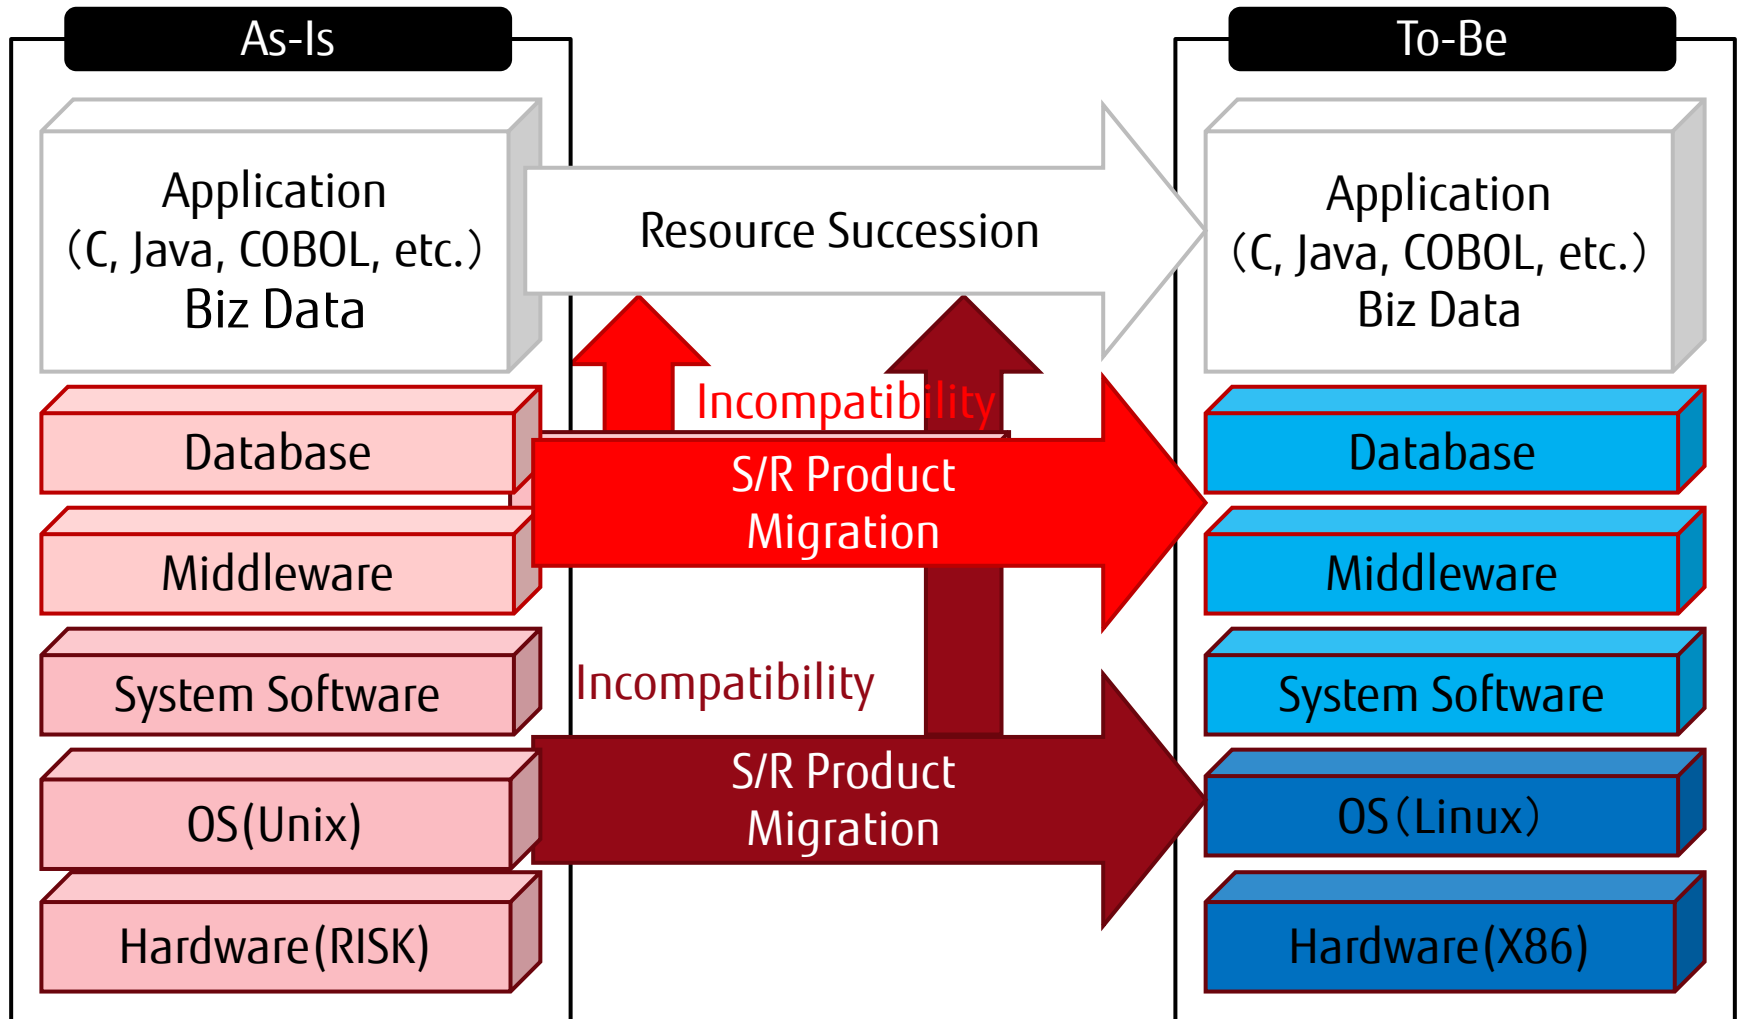 As-Is
To-Be
Application
（C, Java, COBOL, etc.）
Biz Data
Resource Succession
Application
（C, Java, COBOL, etc.）
Biz Data
Incompatibility
Database
S/R Product
Migration
Database
Middleware
Middleware
System Software
Incompatibility
System Software
OS(Unix)
S/R Product
Migration
OS（Linux）
Hardware(RISK)
Hardware(X86)